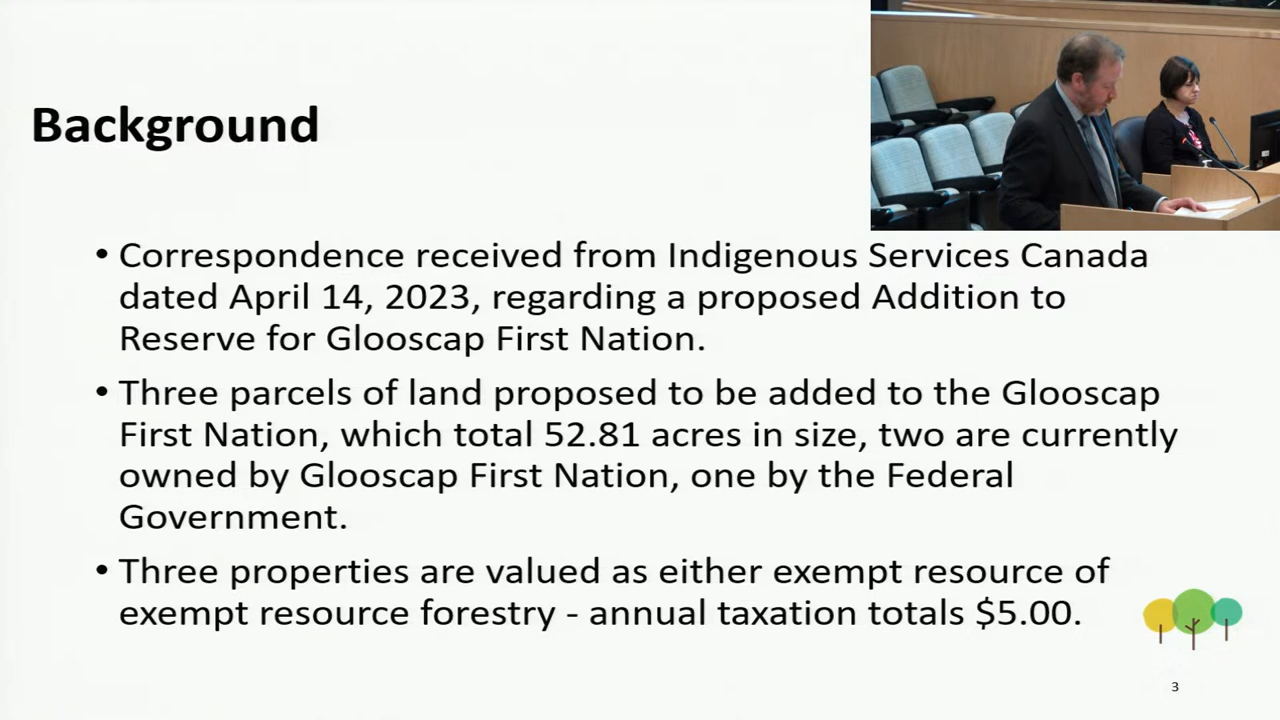 Background
• Correspondence received from Indigenous Services Canada
dated April 14, 2023, regarding a proposed Addition to
Reserve for Glooscap First Nation.
• Three parcels of land proposed to be added to the Glooscap
First Nation, which total 52.81 acres in size, two are currently
owned by Glooscap First Nation, one by the Federal
Government.
• Three properties are valued as either exempt resource of
exempt resource forestry - annual taxation totals $5.00.
3